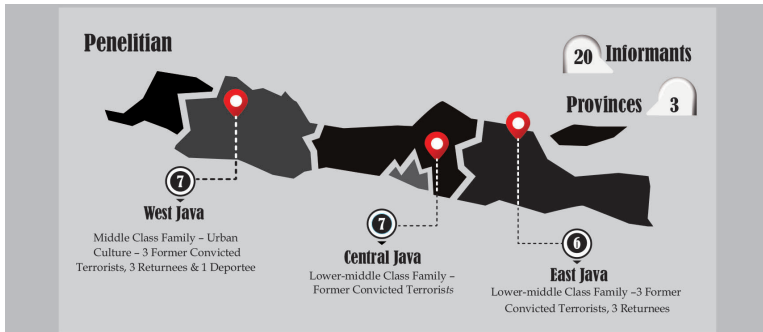 Penelitian
20 Informants
Provinces 3
7
West Java
Middle Class Family – Urban
Culture – 3 Former Convicted
Terrorists, 3 Returnees & 1 Deportee
7
Central Java
Lower-middle Class Family –
Former Convicted Terrorists
6
East Java
Lower-middle Class Family –3 Former
Convicted Terrorists, 3 Returnees